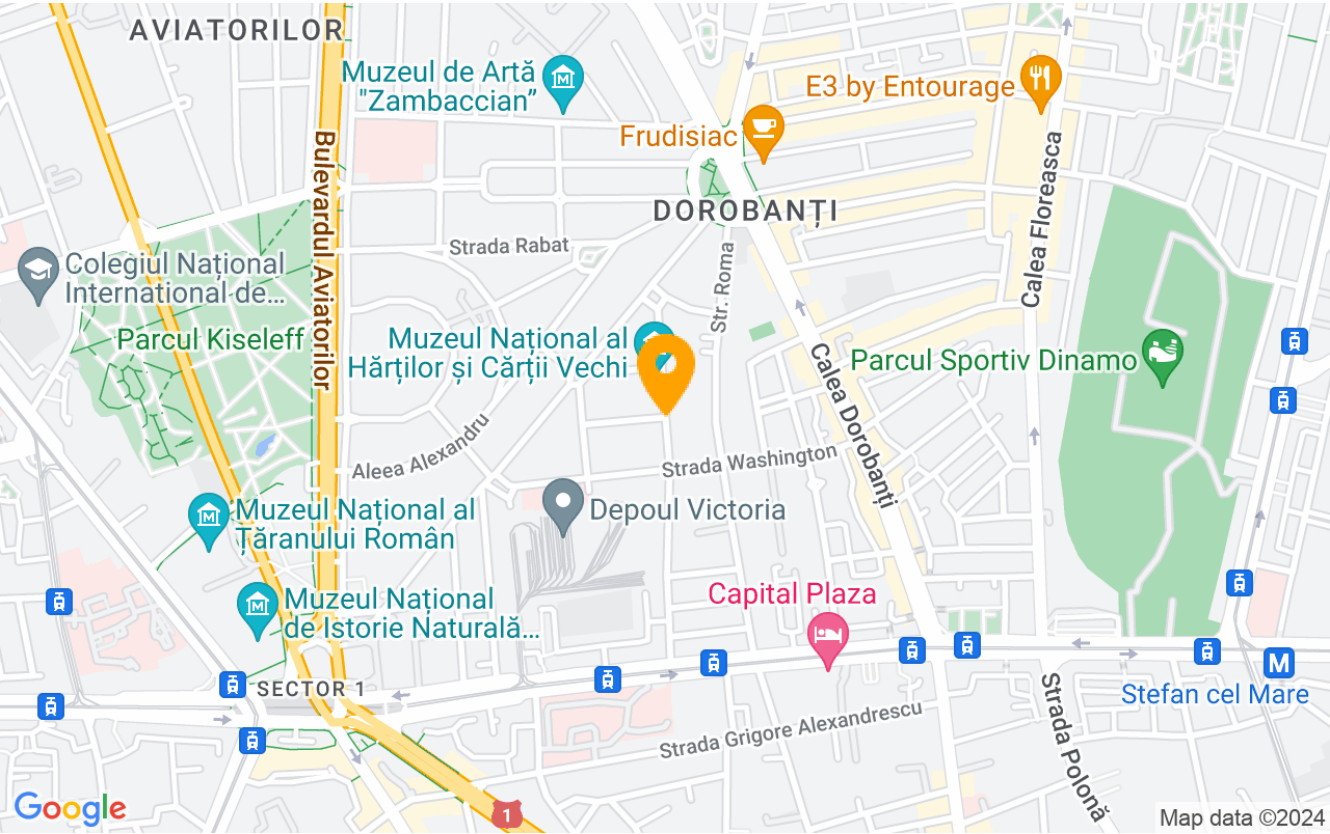 AVIATORILOR
Muzeul de Artă
"Zambaccian”
E3 by Entourage
Frudisiac
Bulevardul Aviatorilor
DOROBANȚI
Calea Floreasca
Strada Rabat
Str. Roma
Colegiul Național
International de...
Parcul Kiseleff
Muzeul Național al
Hărților și Cărții Vechi
Parcul Sportiv Dinamo
Calea Dorobanți
Aleea Alexandru
Strada Washington
Muzeul Național al
Țăranului Român
Depoul Victoria
Muzeul Național
de Istorie Naturală...
Capital Plaza
SECTOR 1
M
Stefan cel Mare
Strada Grigore Alexandrescu
Strada Polonă
1
Google
Map data ©2024